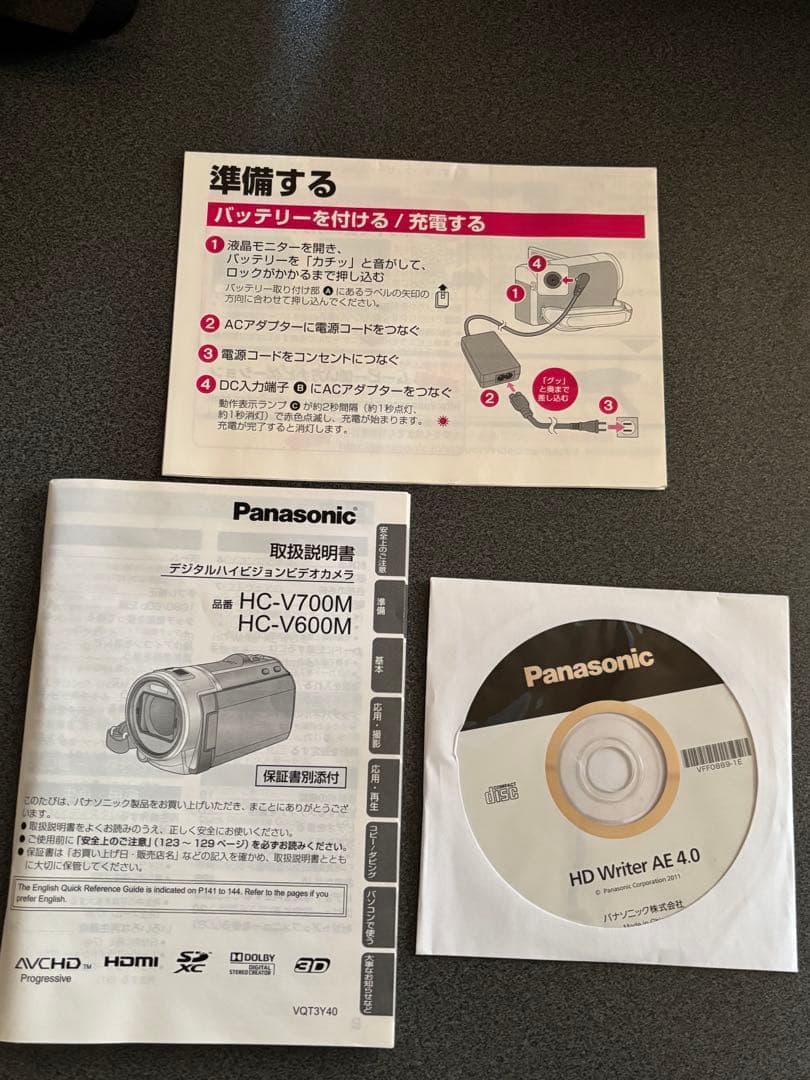 準備する
バッテリーを付ける / 充電する
1 液晶モニターを開き、
バッテリーを「カチッ」と音がして、
ロックがかかるまで押し込む
バッテリー取り付け部 A にあるラベルの矢印の
方向に合わせて押し込んでください。
2 ACアダプターに電源コードをつなぐ
3 電源コードをコンセントにつなぐ
4 DC入力端子 B にACアダプターをつなぐ
動作表示ランプ C が約2秒間隔（約1秒点灯、
約1秒消灯）で赤色点滅し、充電が始まります。
充電が完了すると消灯します。
4
1
2
「グッ」
と奥まで
差し込む
3
Panasonic
取扱説明書
デジタルハイビジョンビデオカメラ
品番 HC-V700M
HC-V600M
保証書別添付
このたびは、パナソニック製品をお買い上げいただき、まことにありがとうござ
います。
●取扱説明書をよくお読みのうえ、正しく安全にお使いください。
●ご使用前に「安全上のご注意」（123 ～ 129 ページ）を必ずお読みください。
●保証書は「お買い上げ日・販売店名」などの記入を確かめ、取扱説明書ととも
に大切に保管してください。
The English Quick Reference Guide is indicated on P141 to 144. Refer to the pages if you
prefer English.
AVCHD TM
Progressive
HDMI
SD
XC
DOLBY
DIGITAL
STEREO CREATOR
3D
VQT3Y40
安全上のご注意
準備
基本
応用・撮影
応用・再生
コピー/ダビング
パソコンで使う
大事なお知らせなど
Panasonic
COMPACT
disc
VFF0889-1E
HD Writer AE 4.0
© Panasonic Corporation 2011
パナソニック株式会社
Made in